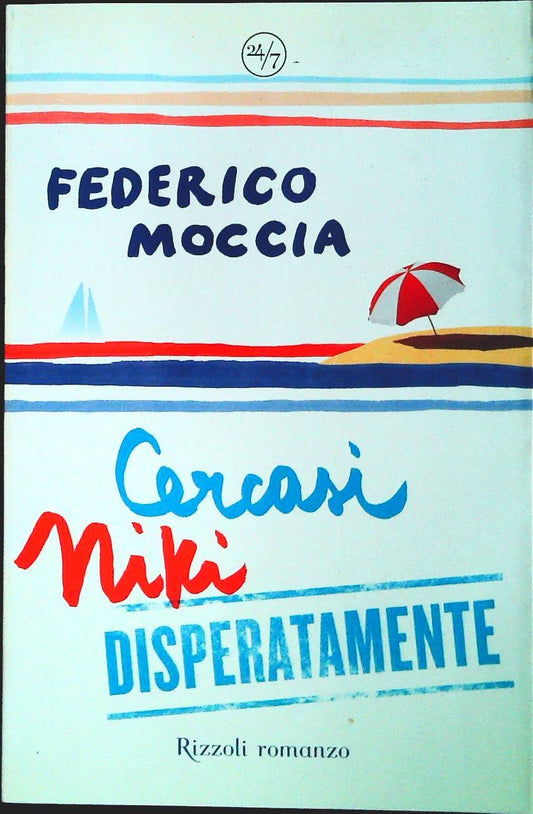 24/7
FEDERICO
MOCCIA
Cercasi
Niki
DISPERATAMENTE
Rizzoli romanzo